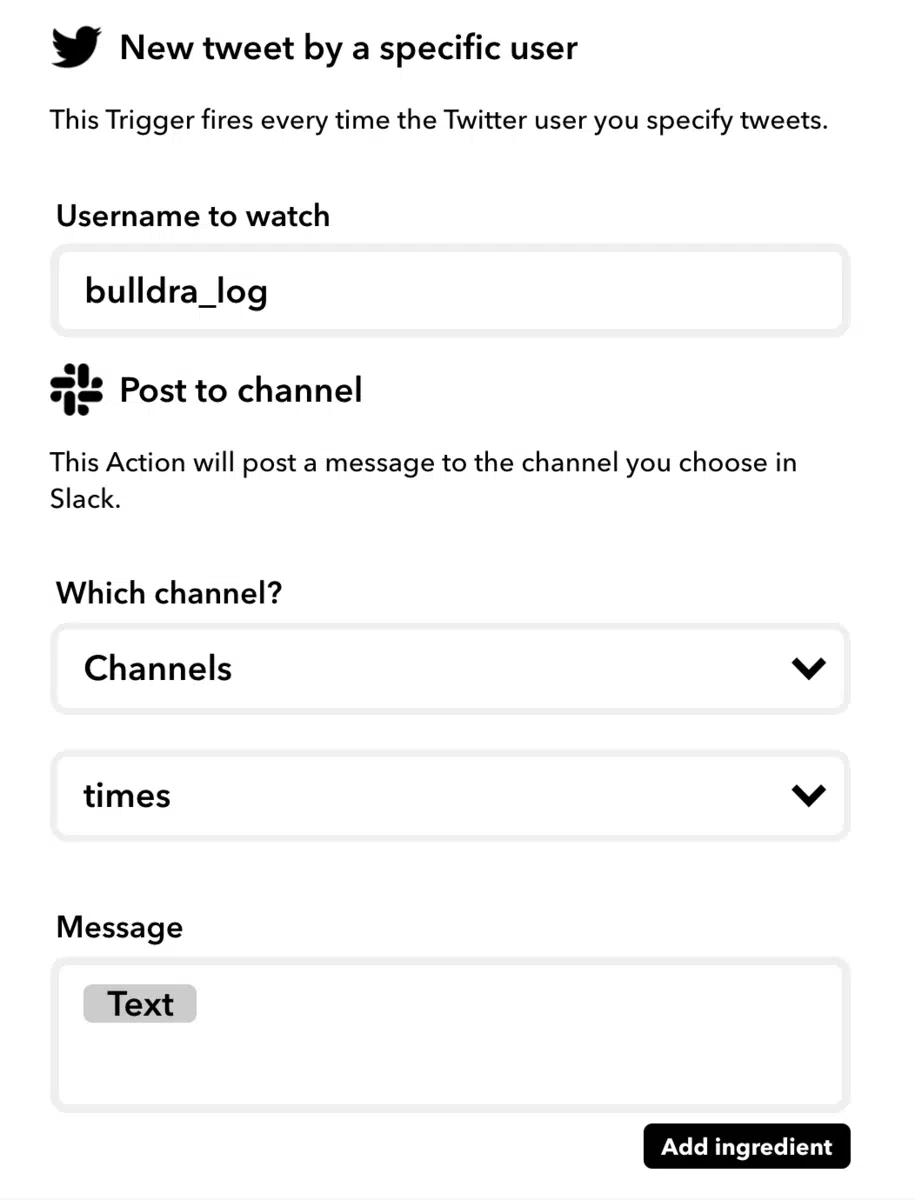 New tweet by a specific user
This Trigger fires every time the Twitter user you specify tweets.
Username to watch
bulldra_log
Post to channel
This Action will post a message to the channel you choose in
Slack.
Which channel?
Channels
times
Message
Text
Add ingredient